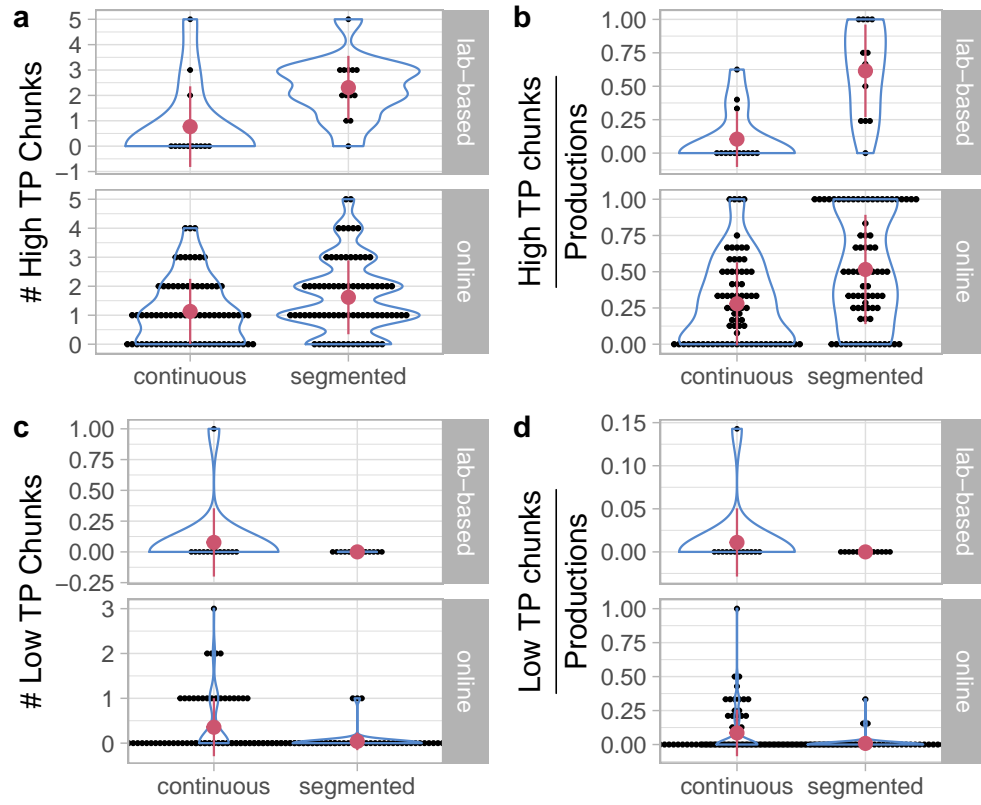 a
# High TP Chunks
5
4
3
2
1
0
−1
lab−based
5
4
3
2
1
0
online
continuous
segmented
b
High TP chunks
Productions
1.00
0.75
0.50
0.25
0.00
lab−based
1.00
0.75
0.50
0.25
0.00
online
continuous
segmented
c
# Low TP Chunks
1.00
0.75
0.50
0.25
0.00
−0.25
lab−based
3
2
1
0
online
continuous
segmented
d
Low TP chunks
Productions
0.15
0.10
0.05
0.00
lab−based
1.00
0.75
0.50
0.25
0.00
online
continuous
segmented